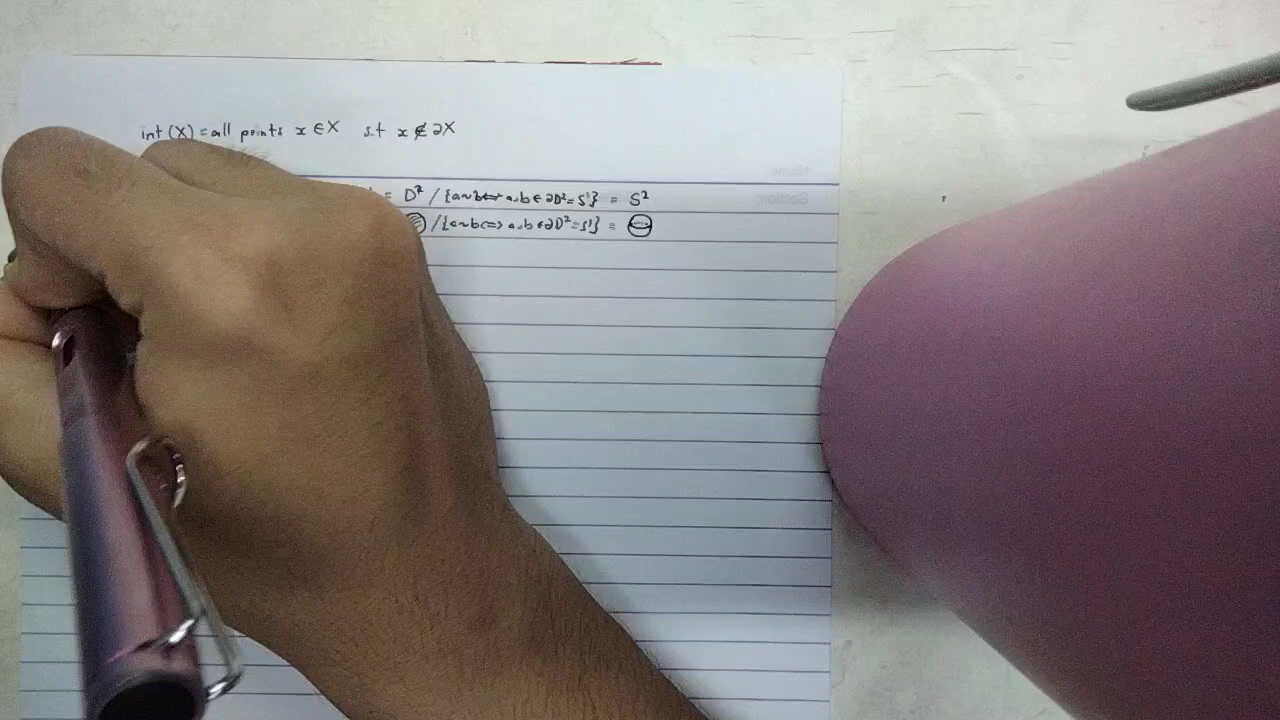 int (X) = all points x ∈ X s.t x ∉ ∂X
= D² / {a~b⟺a,b ∈ ∂D²=S¹} = S²
/ {a~b⟺a,b ∈ ∂D²=S¹} =